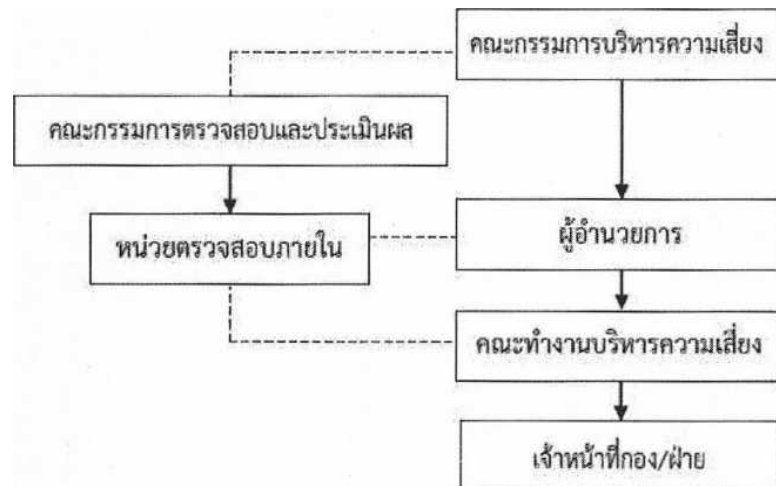 คณะกรรมการบริหารความเสี่ยง
คณะกรรมการตรวจสอบและประเมินผล
หน่วยตรวจสอบภายใน
ผู้อำนวยการ
คณะทำงานบริหารความเสี่ยง
เจ้าหน้าที่กอง/ฝ่าย